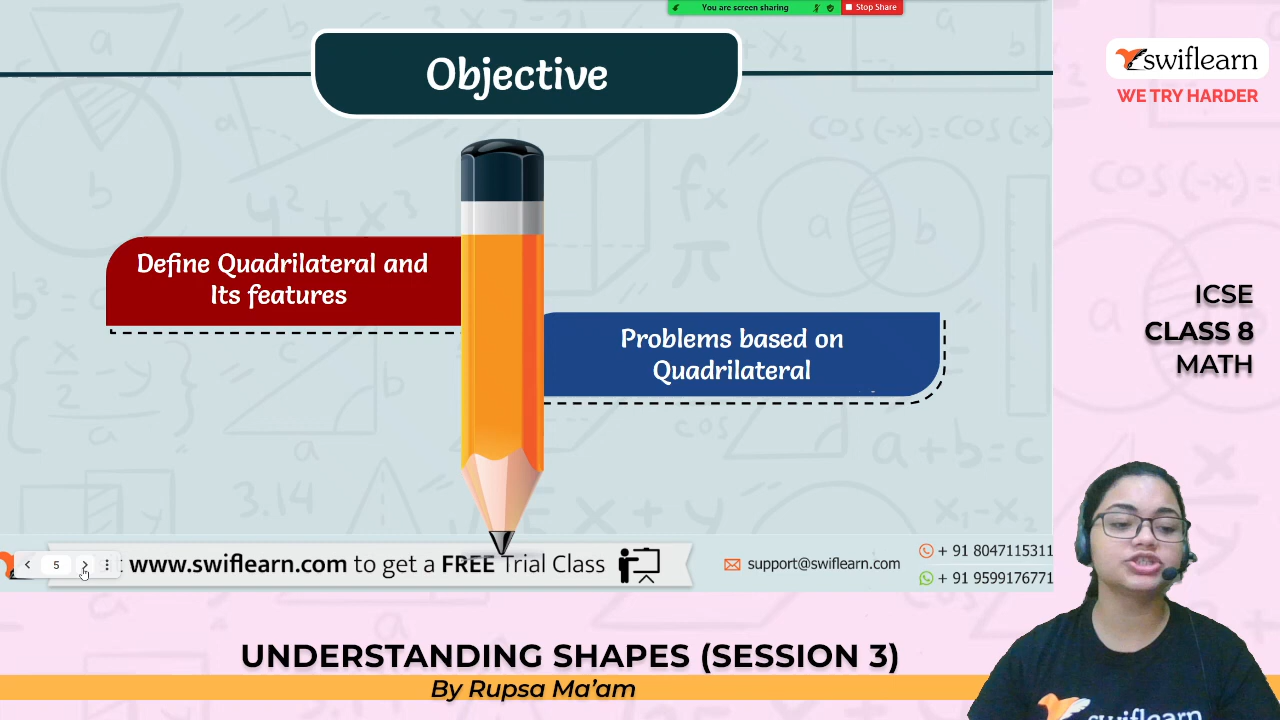 You are screen sharing
Stop Share
Objective
swiflearn
WE TRY HARDER
Define Quadrilateral and
Its features
Problems based on
Quadrilateral
ICSE
CLASS 8
MATH
5
www.swiflearn.com to get a FREE Trial Class
support@swiflearn.com
+ 91 8047115311
+ 91 9599176771
UNDERSTANDING SHAPES (SESSION 3)
By Rupsa Ma'am
swiflearn